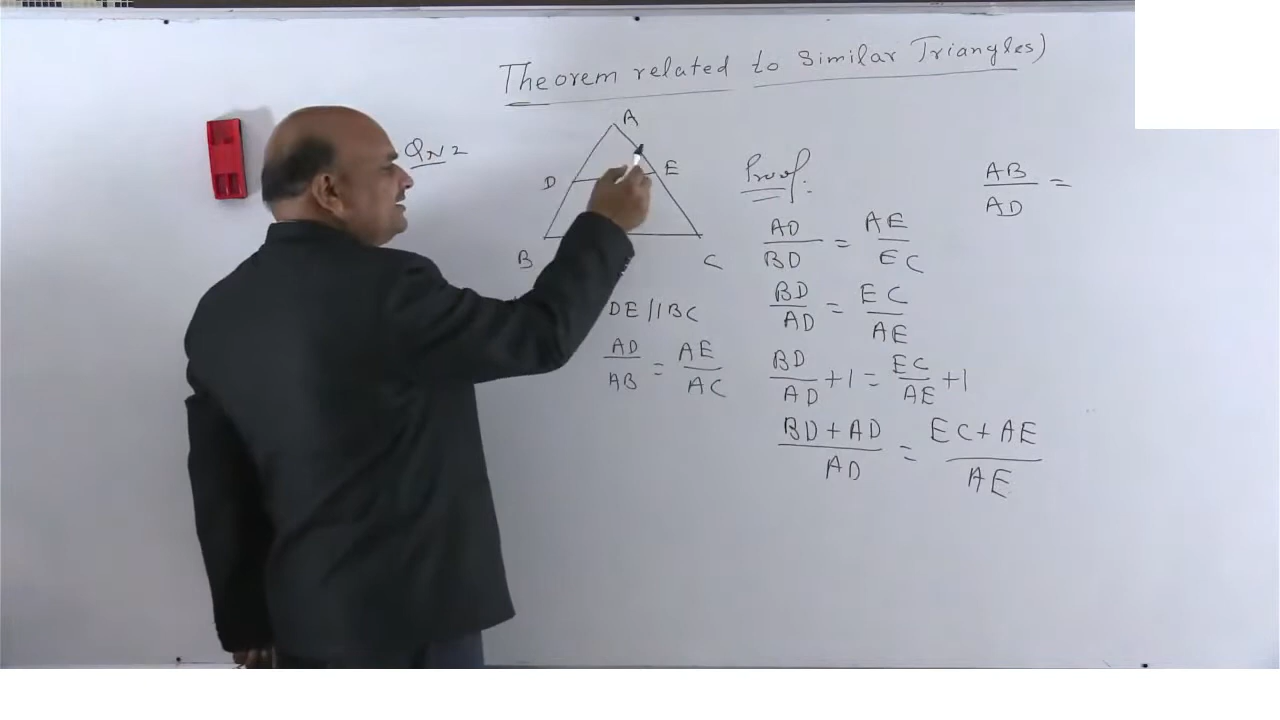 Theorem related to Similar Triangles)
QN 2
A
D E
B C
DE // BC
AD/AB = AE/AC
Proof:
AD/BD = AE/EC
BD/AD = EC/AE
BD/AD + 1 = EC/AE + 1
BD + AD/AD = EC + AE/AE
AB/AD =